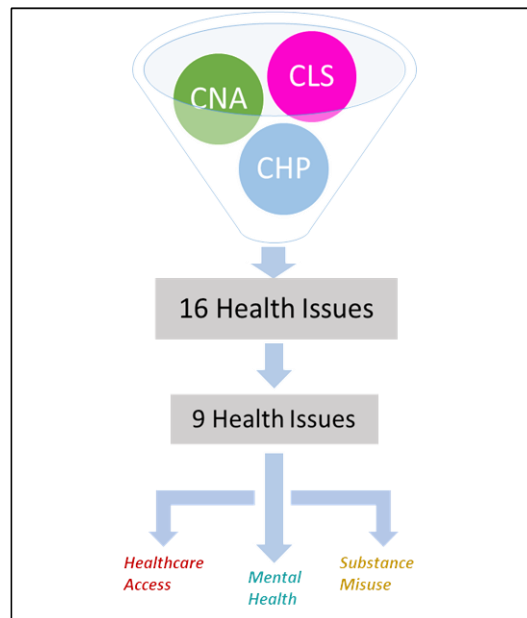 CLS
CNA
CHP
16 Health Issues
9 Health Issues
Healthcare
Access
Mental
Health
Substance
Misuse